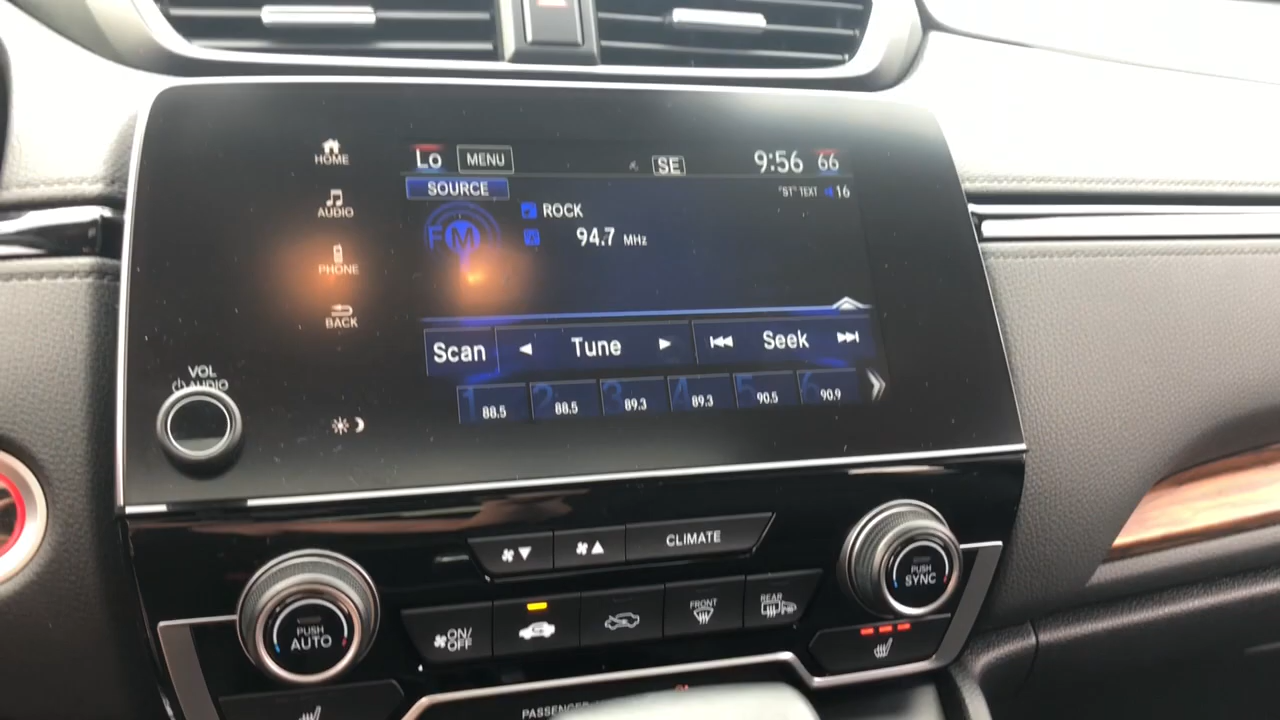 HOME
Lo MENU SE 9:56 66
SOURCE "ST" TEXT 16
AUDIO
ROCK
FM 94.7 MHz
PHONE
BACK
Scan Tune Seek
VOL
AUDIO
1 88.5 2 88.5 3 89.3 4 89.3 5 90.5 6 90.9
CLIMATE
PUSH
AUTO
ON/
OFF
FRONT
REAR
PUSH
SYNC
PASSENGER